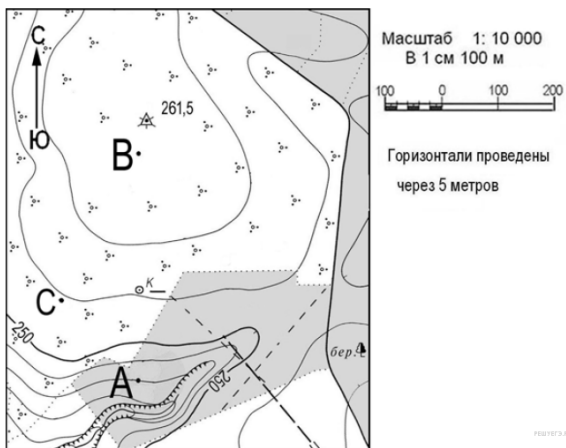 С
Масштаб 1: 10 000
В 1 см 100 м
261,5
100 0 100 200
Ю
В
Горизонтали проведены
через 5 метров
К
С
250
бер.
А
250